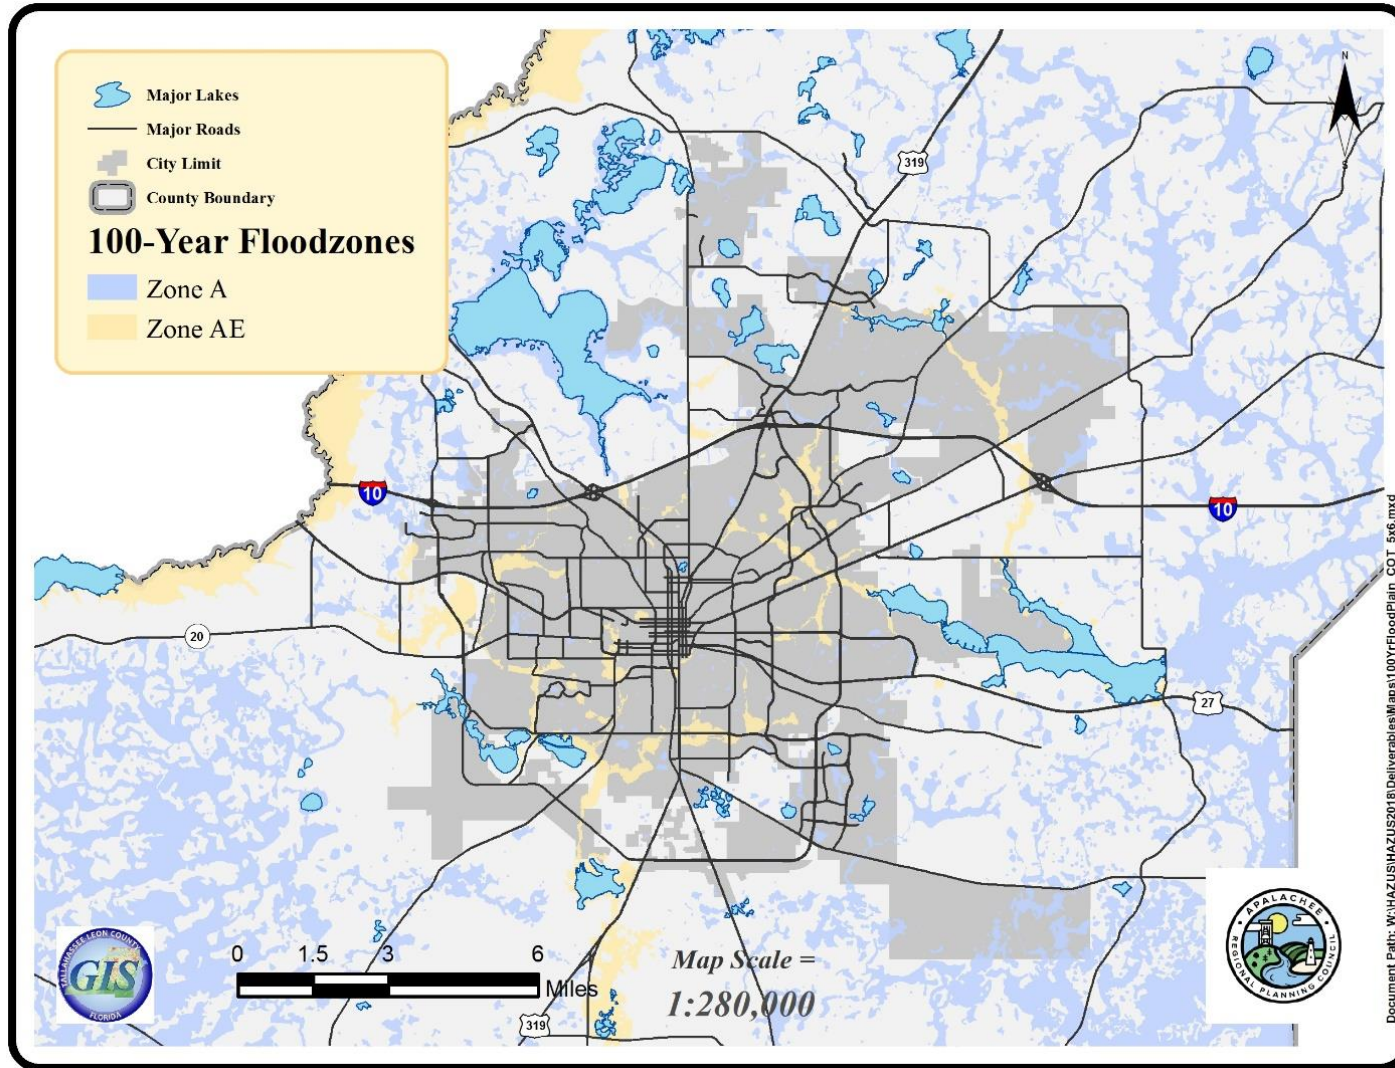 Major Lakes
Major Roads
City Limit
County Boundary
100-Year Floodzones
Zone A
Zone AE
N
S
319
10
10
20
27
319
0 1.5 3 6
Miles
Map Scale =
1:280,000
TALLAHASSEE-LEON COUNTY
GIS
FLORIDA
APALACHEE
REGIONAL PLANNING COUNCIL
Document Path: W:\HAZUS\HAZUS2018\Deliverables\Maps\100YrFloodPlain_COT_5x6.mxd